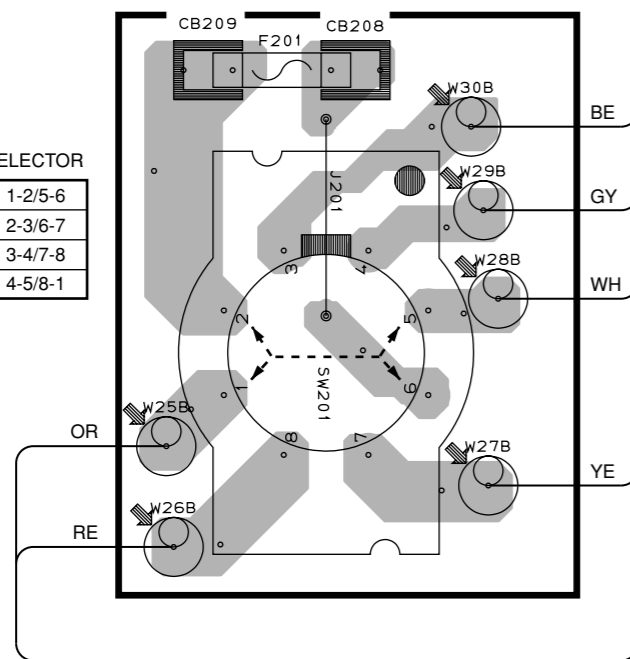 CB209
CB208
F201
W30B
BE
ELECTOR
1-2/5-6
2-3/6-7
3-4/7-8
4-5/8-1
J201
W29B
GY
W28B
WH
3
4
2
5
1
6
SW201
8
7
W25B
OR
W27B
YE
W26B
RE